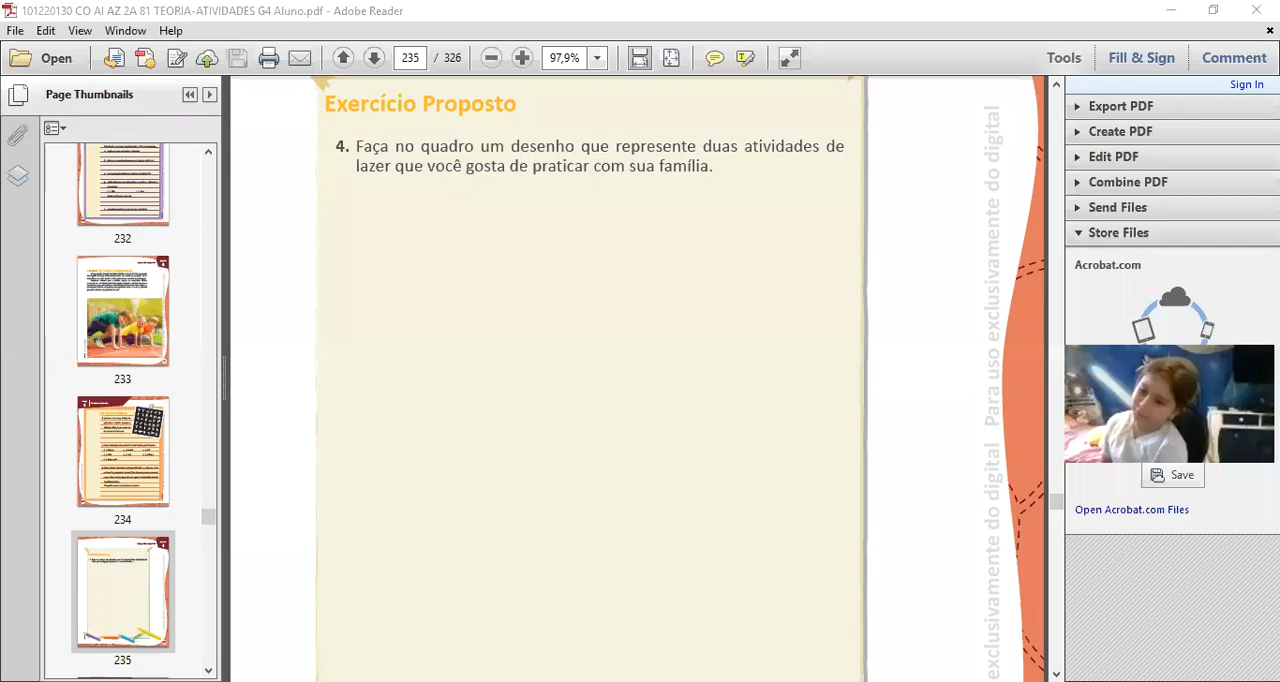 101220130 CO AI AZ 2A 81 TEORIA-ATIVIDADES G4 Aluno.pdf - Adobe Reader
File Edit View Window Help
Open 235 / 326 97,9% Tools Fill & Sign Comment
Sign In
Page Thumbnails
232
233
234
235
Exercício Proposto
4. Faça no quadro um desenho que represente duas atividades de
lazer que você gosta de praticar com sua família.
Para uso exclusivamente do digital
exclusivamente do digital
Export PDF
Create PDF
Edit PDF
Combine PDF
Send Files
Store Files
Acrobat.com
Save
Open Acrobat.com Files